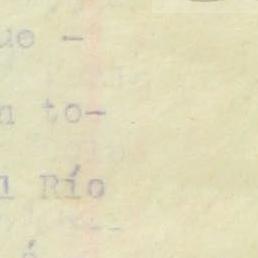 ue -
n to-
l Río
é